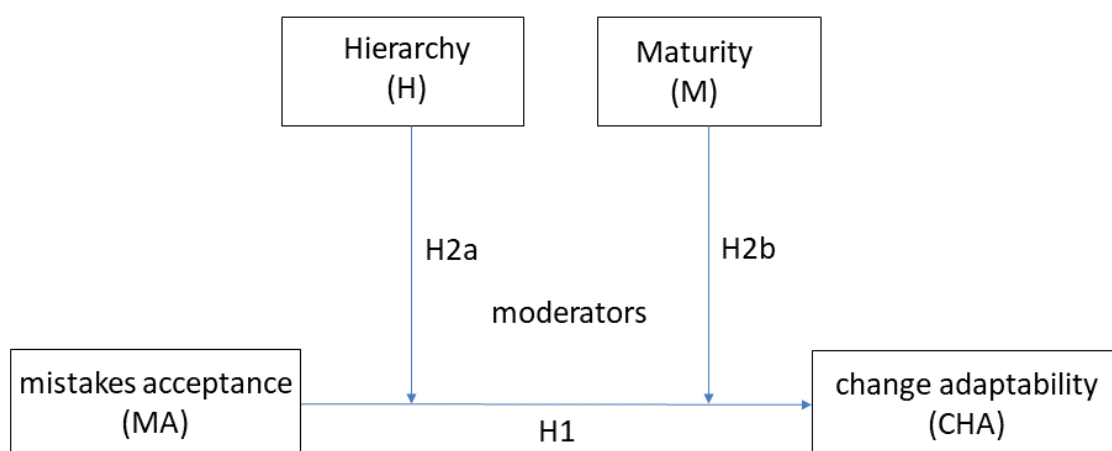 Hierarchy
(H)
Maturity
(M)
H2a
H2b
moderators
mistakes acceptance
(MA)
H1
change adaptability
(CHA)